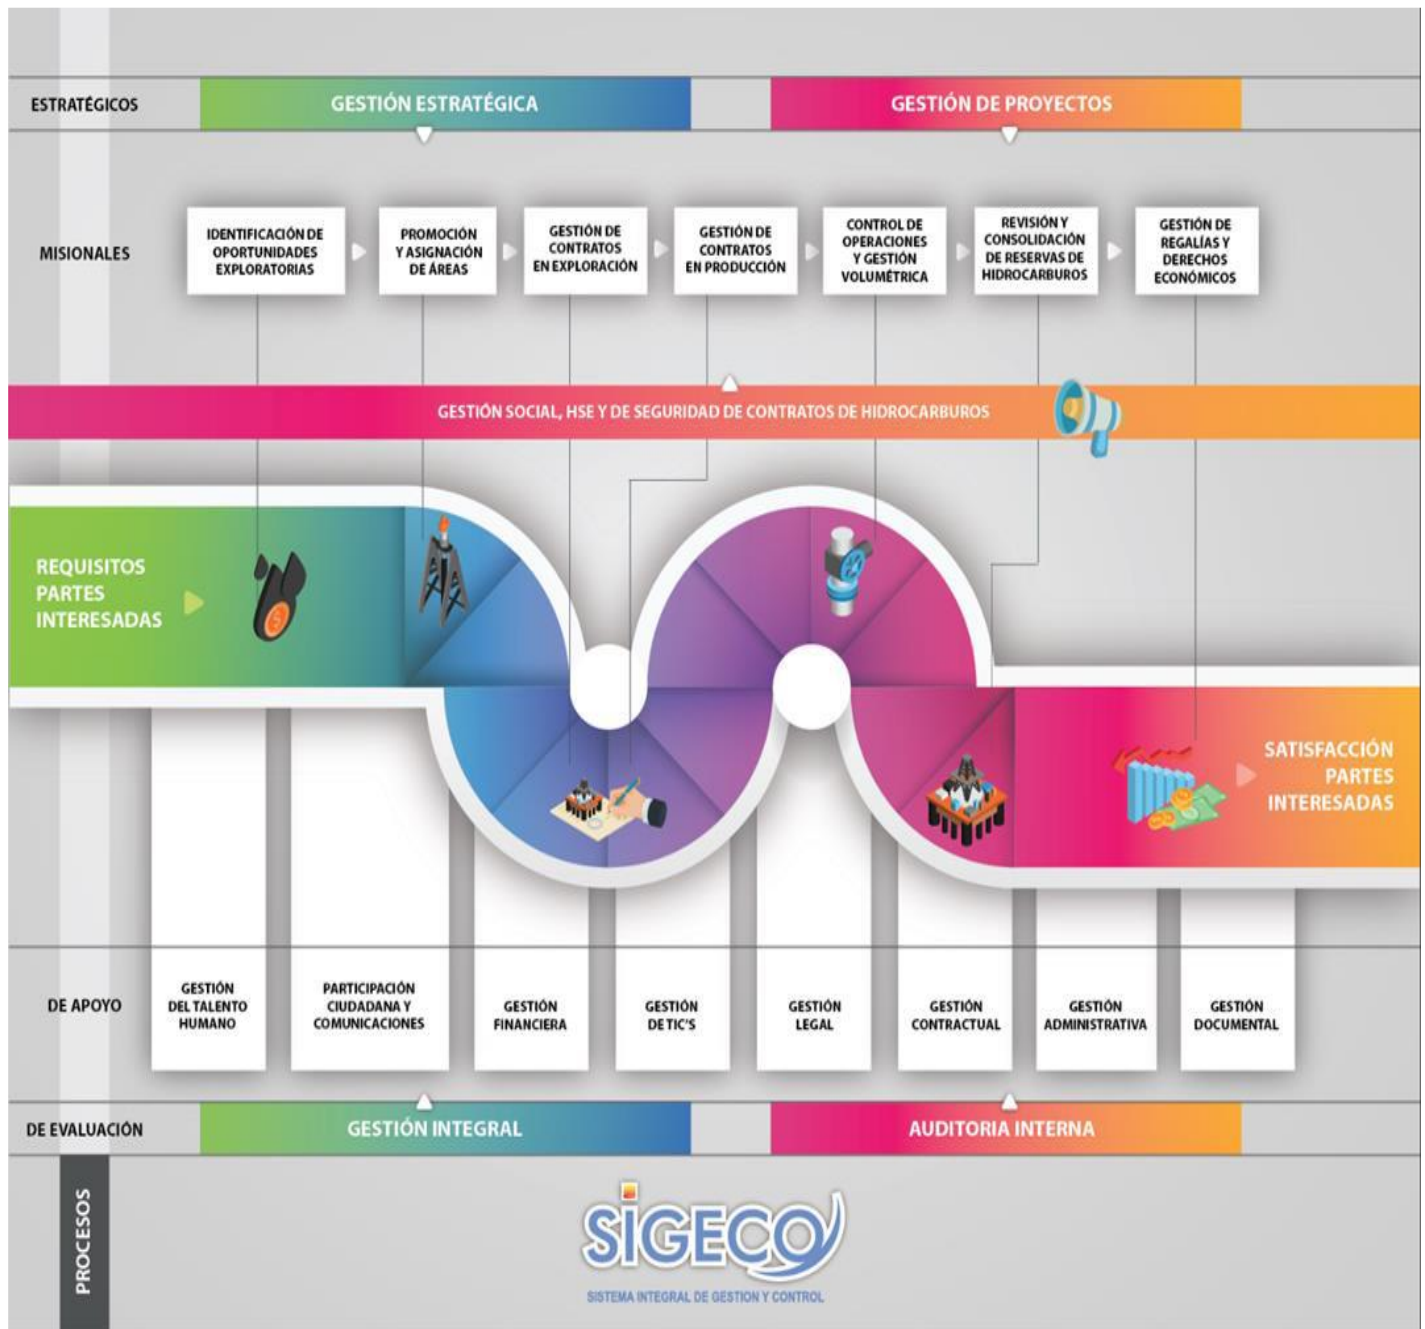 ESTRATÉGICOS
GESTIÓN ESTRATÉGICA
GESTIÓN DE PROYECTOS
MISIONALES
IDENTIFICACIÓN DE
OPORTUNIDADES
EXPLORATORIAS
PROMOCIÓN
Y ASIGNACIÓN
DE ÁREAS
GESTIÓN DE
CONTRATOS
EN EXPLORACIÓN
GESTIÓN DE
CONTRATOS
EN PRODUCCIÓN
CONTROL DE
OPERACIONES
Y GESTIÓN
VOLUMÉTRICA
REVISIÓN Y
CONSOLIDACIÓN
DE RESERVAS DE
HIDROCARBUROS
GESTIÓN DE
REGALÍAS Y
DERECHOS
ECONÓMICOS
GESTIÓN SOCIAL, HSE Y DE SEGURIDAD DE CONTRATOS DE HIDROCARBUROS
REQUISITOS
PARTES
INTERESADAS
$
SATISFACCIÓN
PARTES
INTERESADAS
DE APOYO
GESTIÓN
DEL TALENTO
HUMANO
PARTICIPACIÓN
CIUDADANA Y
COMUNICACIONES
GESTIÓN
FINANCIERA
GESTIÓN
DE TIC'S
GESTIÓN
LEGAL
GESTIÓN
CONTRACTUAL
GESTIÓN
ADMINISTRATIVA
GESTIÓN
DOCUMENTAL
DE EVALUACIÓN
GESTIÓN INTEGRAL
AUDITORIA INTERNA
PROCESOS
SIGECO
SISTEMA INTEGRAL DE GESTION Y CONTROL